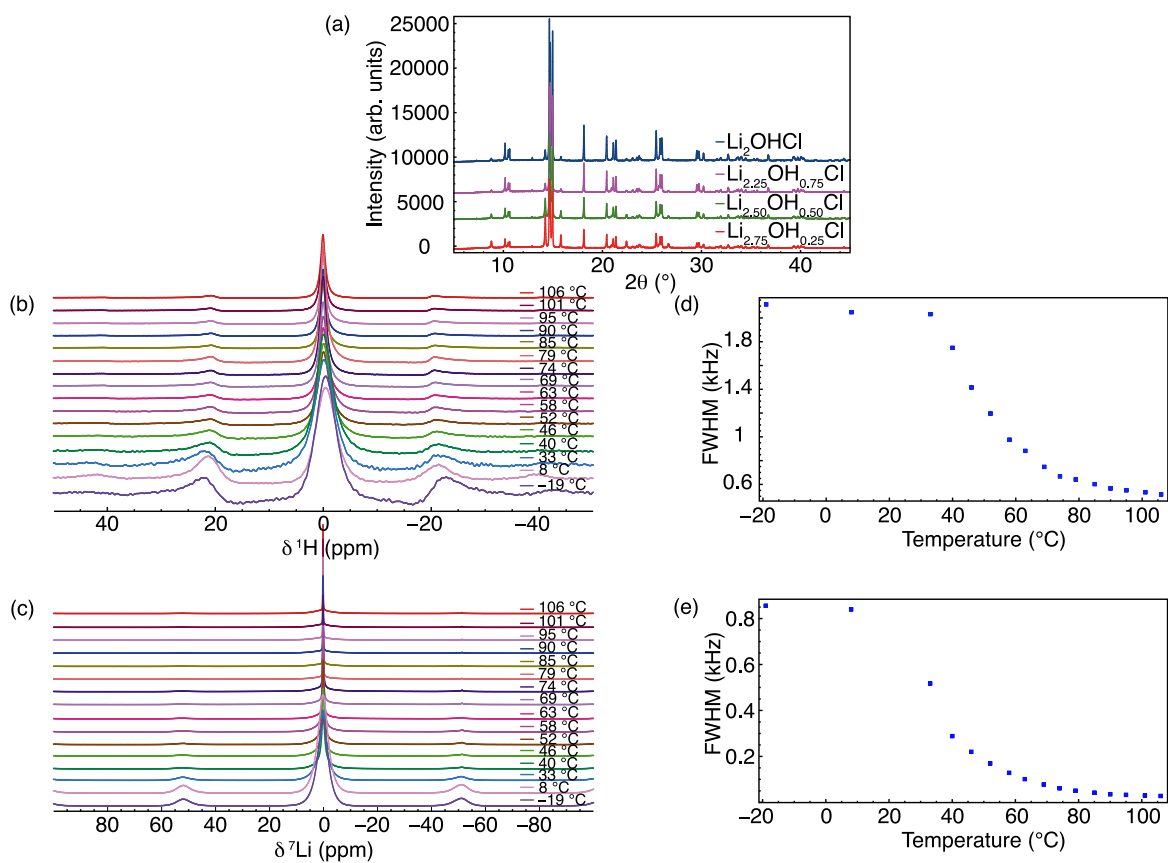 (a)
Intensity (arb. units)
25000
20000
15000
10000
5000
0
Li₂OHCl
Li₂.₂₅OH₀.₇₅Cl
Li₂.₅₀OH₀.₅₀Cl
Li₂.₇₅OH₀.₂₅Cl
10 20 30 40
2θ (°)
(b)
106 °C
101 °C
95 °C
90 °C
85 °C
79 °C
74 °C
69 °C
63 °C
58 °C
52 °C
46 °C
40 °C
33 °C
8 °C
−19 °C
40 20 0 −20 −40
δ ¹H (ppm)
(d)
FWHM (kHz)
1.8
1.4
1
0.6
−20 0 20 40 60 80 100
Temperature (°C)
(c)
106 °C
101 °C
95 °C
90 °C
85 °C
79 °C
74 °C
69 °C
63 °C
58 °C
52 °C
46 °C
40 °C
33 °C
8 °C
−19 °C
80 60 40 20 0 −20 −40 −60 −80
δ ⁷Li (ppm)
(e)
FWHM (kHz)
0.8
0.6
0.4
0.2
−20 0 20 40 60 80 100
Temperature (°C)